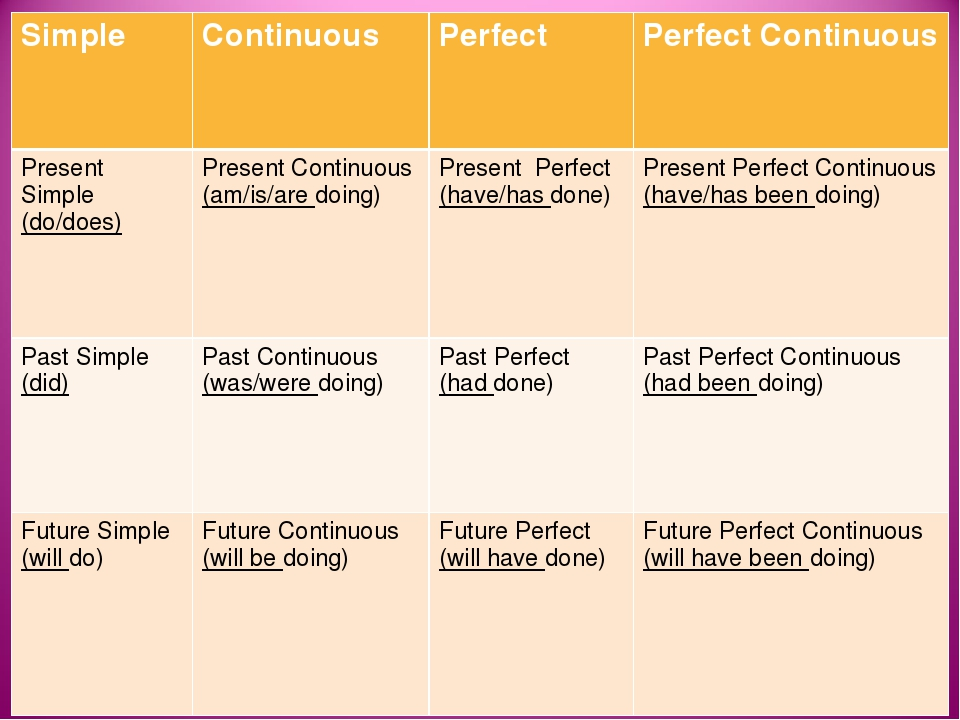 Simple
Continuous
Perfect
Perfect Continuous
Present
Simple
(do/does)
Present Continuous
(am/is/are doing)
Present Perfect
(have/has done)
Present Perfect Continuous
(have/has been doing)
Past Simple
(did)
Past Continuous
(was/were doing)
Past Perfect
(had done)
Past Perfect Continuous
(had been doing)
Future Simple
(will do)
Future Continuous
(will be doing)
Future Perfect
(will have done)
Future Perfect Continuous
(will have been doing)